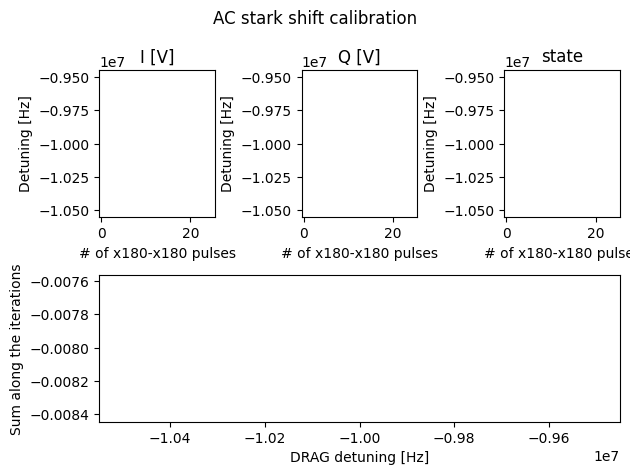 AC stark shift calibration
I [V]
Q [V]
state
1e7
1e7
1e7
Detuning [Hz]
−0.950
−0.975
−1.000
−1.025
−1.050
0
20
# of x180-x180 pulses
Detuning [Hz]
−0.950
−0.975
−1.000
−1.025
−1.050
0
20
# of x180-x180 pulses
Detuning [Hz]
−0.950
−0.975
−1.000
−1.025
−1.050
0
20
# of x180-x180 pulse
Sum along the iterations
−0.0076
−0.0078
−0.0080
−0.0082
−0.0084
−1.04
−1.02
−1.00
−0.98
−0.96
1e7
DRAG detuning [Hz]